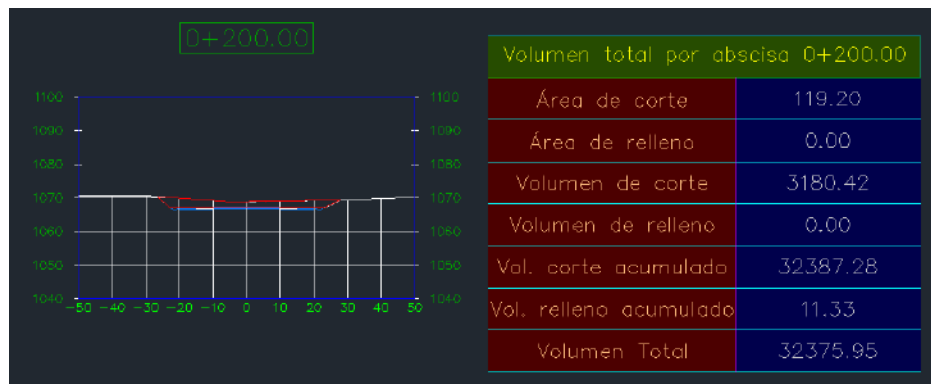 0+200.00
1100 1100
1090 1090
1080 1080
1070 1070
1060 1060
1050 1050
1040 1040
-50 -40 -30 -20 -10 0 10 20 30 40 50
Volumen total por abscisa 0+200.00
Área de corte 119.20
Área de relleno 0.00
Volumen de corte 3180.42
Volumen de relleno 0.00
Vol. corte acumulado 32387.28
Vol. relleno acumulado 11.33
Volumen Total 32375.95